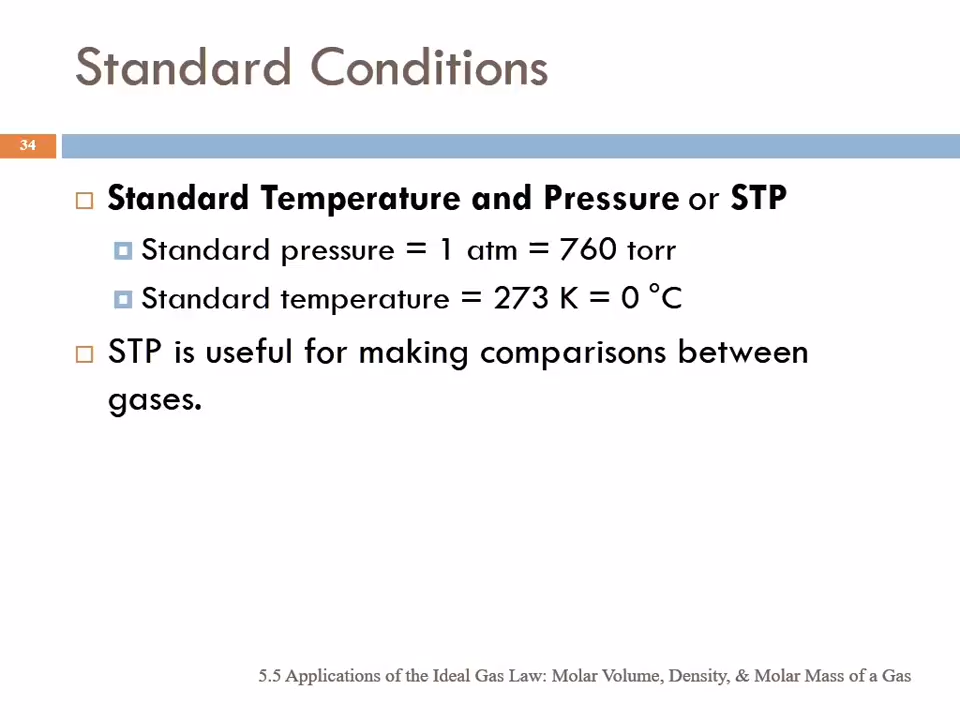 Standard Conditions
34
Standard Temperature and Pressure or STP
Standard pressure = 1 atm = 760 torr
Standard temperature = 273 K = 0 °C
STP is useful for making comparisons between
gases.
5.5 Applications of the Ideal Gas Law: Molar Volume, Density, & Molar Mass of a Gas